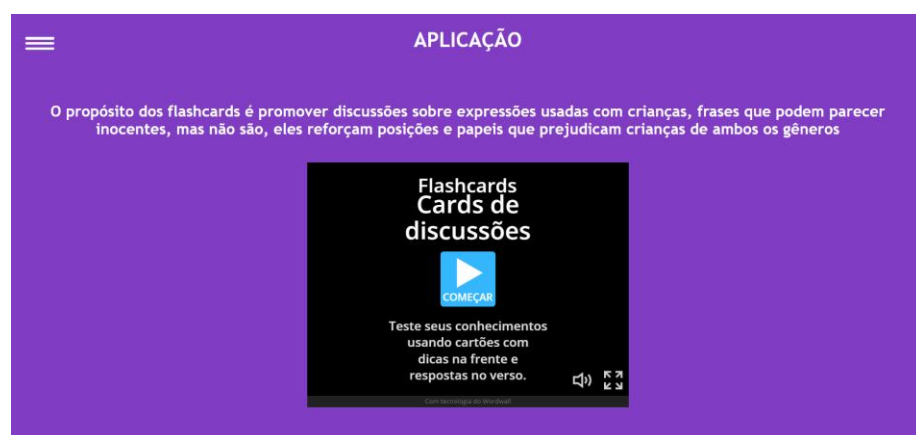 APLICAÇÃO
O propósito dos flashcards é promover discussões sobre expressões usadas com crianças, frases que podem parecer
inocentes, mas não são, eles reforçam posições e papeis que prejudicam crianças de ambos os gêneros
Flashcards
Cards de
discussões
COMEÇAR
Teste seus conhecimentos
usando cartões com
dicas na frente e
respostas no verso.
Com tecnologia do Wordwall